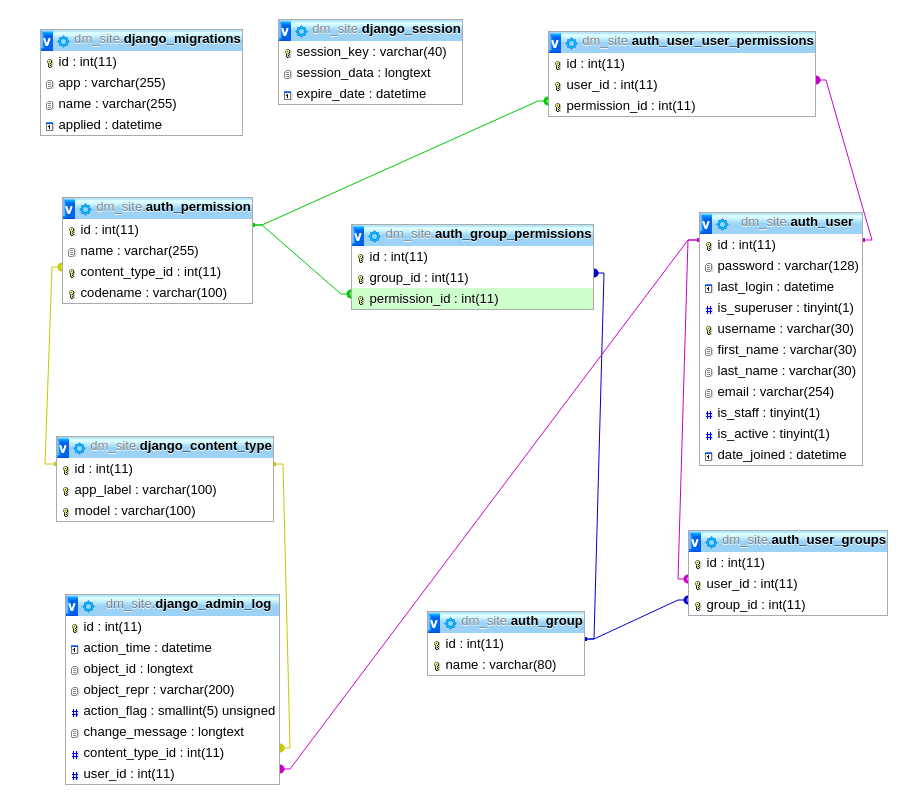 dm_site.django_migrations
id : int(11)
app : varchar(255)
name : varchar(255)
applied : datetime
dm_site.django_session
session_key : varchar(40)
session_data : longtext
expire_date : datetime
dm_site.auth_user_user_permissions
id : int(11)
user_id : int(11)
permission_id : int(11)
dm_site.auth_permission
id : int(11)
name : varchar(255)
content_type_id : int(11)
codename : varchar(100)
dm_site.auth_group_permissions
id : int(11)
group_id : int(11)
permission_id : int(11)
dm_site.auth_user
id : int(11)
password : varchar(128)
last_login : datetime
is_superuser : tinyint(1)
username : varchar(30)
first_name : varchar(30)
last_name : varchar(30)
email : varchar(254)
is_staff : tinyint(1)
is_active : tinyint(1)
date_joined : datetime
dm_site.django_content_type
id : int(11)
app_label : varchar(100)
model : varchar(100)
dm_site.auth_user_groups
id : int(11)
user_id : int(11)
group_id : int(11)
dm_site.django_admin_log
id : int(11)
action_time : datetime
object_id : longtext
object_repr : varchar(200)
action_flag : smallint(5) unsigned
change_message : longtext
content_type_id : int(11)
user_id : int(11)
dm_site.auth_group
id : int(11)
name : varchar(80)